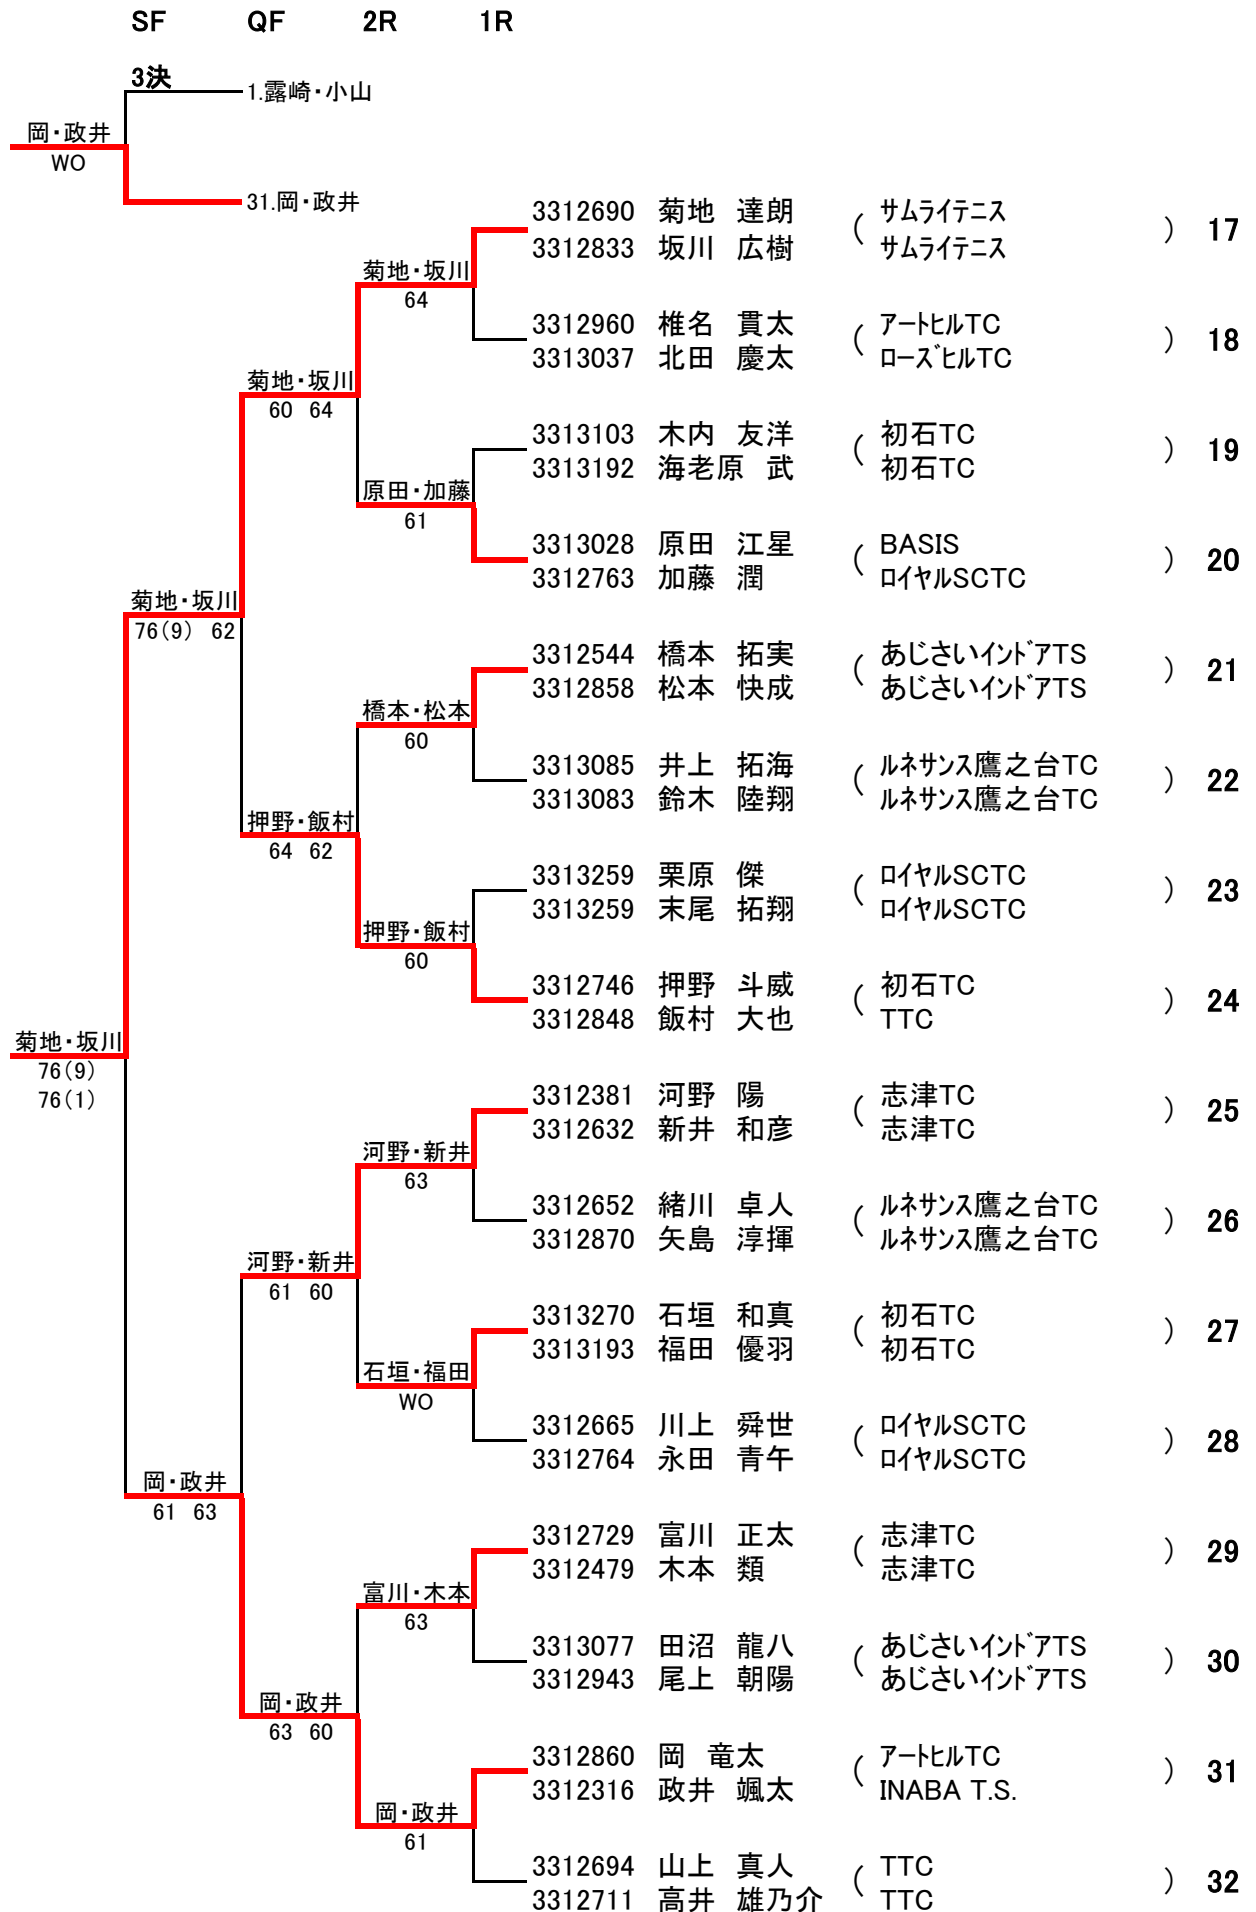 SF QF 2R 1R
3決
1.露崎・小山
岡・政井
WO
31.岡・政井
3312690 菊地 達朗 ( サムライテニス ) 17
3312833 坂川 広樹 サムライテニス
菊地・坂川
64
3312960 椎名 貫太 ( アートヒルTC ) 18
3313037 北田 慶太 ローズヒルTC
菊地・坂川
60 64
3313103 木内 友洋 ( 初石TC ) 19
3313192 海老原 武 初石TC
原田・加藤
61
3313028 原田 江星 ( BASIS ) 20
3312763 加藤 潤 ロイヤルSCTC
菊地・坂川
76(9) 62
3312544 橋本 拓実 ( あじさいインドアTS ) 21
3312858 松本 快成 あじさいインドアTS
橋本・松本
60
3313085 井上 拓海 ( ルネサンス鷹之台TC ) 22
3313083 鈴木 陸翔 ルネサンス鷹之台TC
押野・飯村
64 62
3313259 栗原 傑 ( ロイヤルSCTC ) 23
3313259 末尾 拓翔 ロイヤルSCTC
押野・飯村
60
3312746 押野 斗威 ( 初石TC ) 24
3312848 飯村 大也 TTC
菊地・坂川
76(9)
76(1)
3312381 河野 陽 ( 志津TC ) 25
3312632 新井 和彦 志津TC
河野・新井
63
3312652 緒川 卓人 ( ルネサンス鷹之台TC ) 26
3312870 矢島 淳揮 ルネサンス鷹之台TC
河野・新井
61 60
3313270 石垣 和真 ( 初石TC ) 27
3313193 福田 優羽 初石TC
石垣・福田
WO
3312665 川上 舜世 ( ロイヤルSCTC ) 28
3312764 永田 青午 ロイヤルSCTC
岡・政井
61 63
3312729 富川 正太 ( 志津TC ) 29
3312479 木本 類 志津TC
富川・木本
63
3313077 田沼 龍八 ( あじさいインドアTS ) 30
3312943 尾上 朝陽 あじさいインドアTS
岡・政井
63 60
3312860 岡 竜太 ( アートヒルTC ) 31
3312316 政井 颯太 INABA T.S.
岡・政井
61
3312694 山上 真人 ( TTC ) 32
3312711 高井 雄乃介 TTC